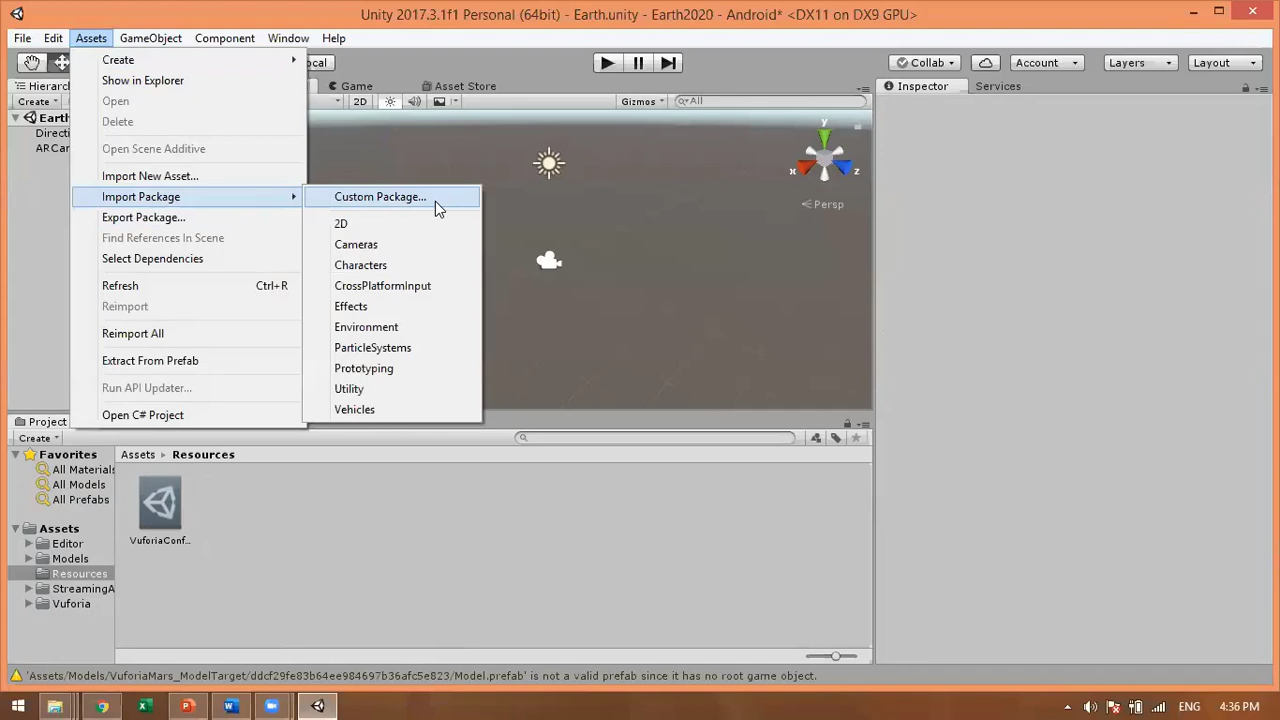 Unity 2017.3.1f1 Personal (64bit) - Earth.unity - Earth2020 - Android* <DX11 on DX9 GPU>
File Edit Assets GameObject Component Window Help
Local
Collab Account Layers Layout
Hierarc
Game
Asset Store
Inspector
Services
Create
2D
Gizmos
All
Earth
Directi
ARCam
Create
Show in Explorer
Open
Delete
Open Scene Additive
Import New Asset...
Import Package
Export Package...
Find References In Scene
Select Dependencies
Refresh Ctrl+R
Reimport
Reimport All
Extract From Prefab
Run API Updater...
Open C# Project
Custom Package...
2D
Cameras
Characters
CrossPlatformInput
Effects
Environment
ParticleSystems
Prototyping
Utility
Vehicles
y
x
z
Persp
Project
Create
Favorites
All Materials
All Models
All Prefabs
Assets
Editor
Models
Resources
StreamingA
Vuforia
Assets Resources
VuforiaConf...
'Assets/Models/VuforiaMars_ModelTarget/ddcf29fe83b64ee984697b36afc5e823/Model.prefab' is not a valid prefab since it has no root game object.
ENG
4:36 PM